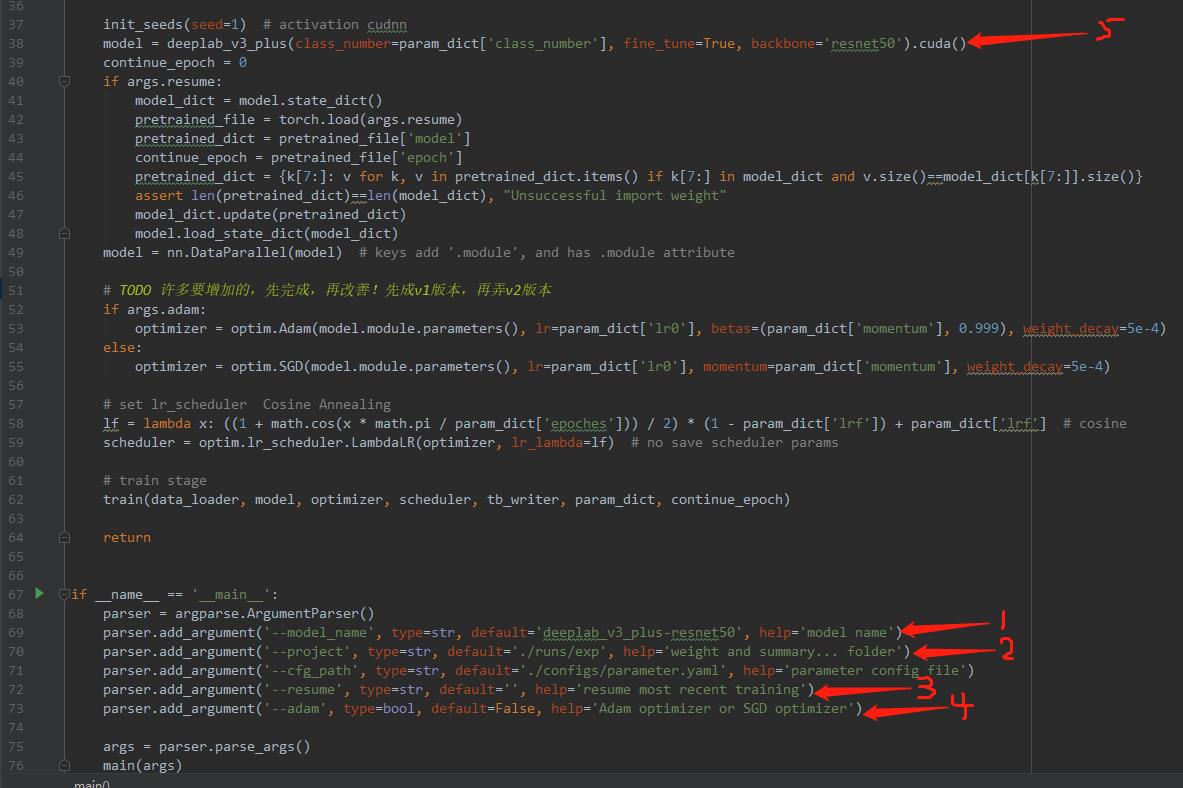 36
37 init_seeds(seed=1)  # activation cudnn
38 model = deeplab_v3_plus(class_number=param_dict['class_number'], fine_tune=True, backbone='resnet50').cuda() 5
39 continue_epoch = 0
40 if args.resume:
41 model_dict = model.state_dict()
42 pretrained_file = torch.load(args.resume)
43 pretrained_dict = pretrained_file['model']
44 continue_epoch = pretrained_file['epoch']
45 pretrained_dict = {k[7:]: v for k, v in pretrained_dict.items() if k[7:] in model_dict and v.size()==model_dict[k[7:]].size()}
46 assert len(pretrained_dict)==len(model_dict), "Unsuccessful import weight"
47 model_dict.update(pretrained_dict)
48 model.load_state_dict(model_dict)
49 model = nn.DataParallel(model)  # keys add '.module', and has .module attribute
50
51 # TODO 许多要增加的，先完成，再改善！先成v1版本，再弄v2版本
52 if args.adam:
53 optimizer = optim.Adam(model.module.parameters(), lr=param_dict['lr0'], betas=(param_dict['momentum'], 0.999), weight_decay=5e-4)
54 else:
55 optimizer = optim.SGD(model.module.parameters(), lr=param_dict['lr0'], momentum=param_dict['momentum'], weight_decay=5e-4)
56
57 # set lr_scheduler  Cosine Annealing
58 lf = lambda x: ((1 + math.cos(x * math.pi / param_dict['epoches'])) / 2) * (1 - param_dict['lrf']) + param_dict['lrf']  # cosine
59 scheduler = optim.lr_scheduler.LambdaLR(optimizer, lr_lambda=lf)  # no save scheduler params
60
61 # train stage
62 train(data_loader, model, optimizer, scheduler, tb_writer, param_dict, continue_epoch)
63
64 return
65
66
67 if __name__ == '__main__':
68 parser = argparse.ArgumentParser()
69 parser.add_argument('--model_name', type=str, default='deeplab_v3_plus-resnet50', help='model name') 1
70 parser.add_argument('--project', type=str, default='./runs/exp', help='weight and summary... folder') 2
71 parser.add_argument('--cfg_path', type=str, default='./configs/parameter.yaml', help='parameter config file')
72 parser.add_argument('--resume', type=str, default='', help='resume most recent training') 3
73 parser.add_argument('--adam', type=bool, default=False, help='Adam optimizer or SGD optimizer') 4
74
75 args = parser.parse_args()
76 main(args)
main()